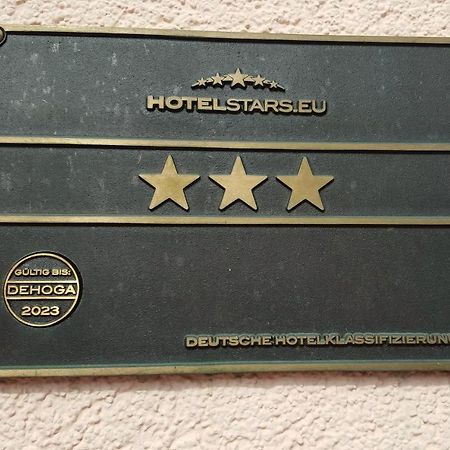 HOTELSTARS.EU
GÜLTIG BIS:
DEHOGA
2023
DEUTSCHE HOTELKLASSIFIZIERUN